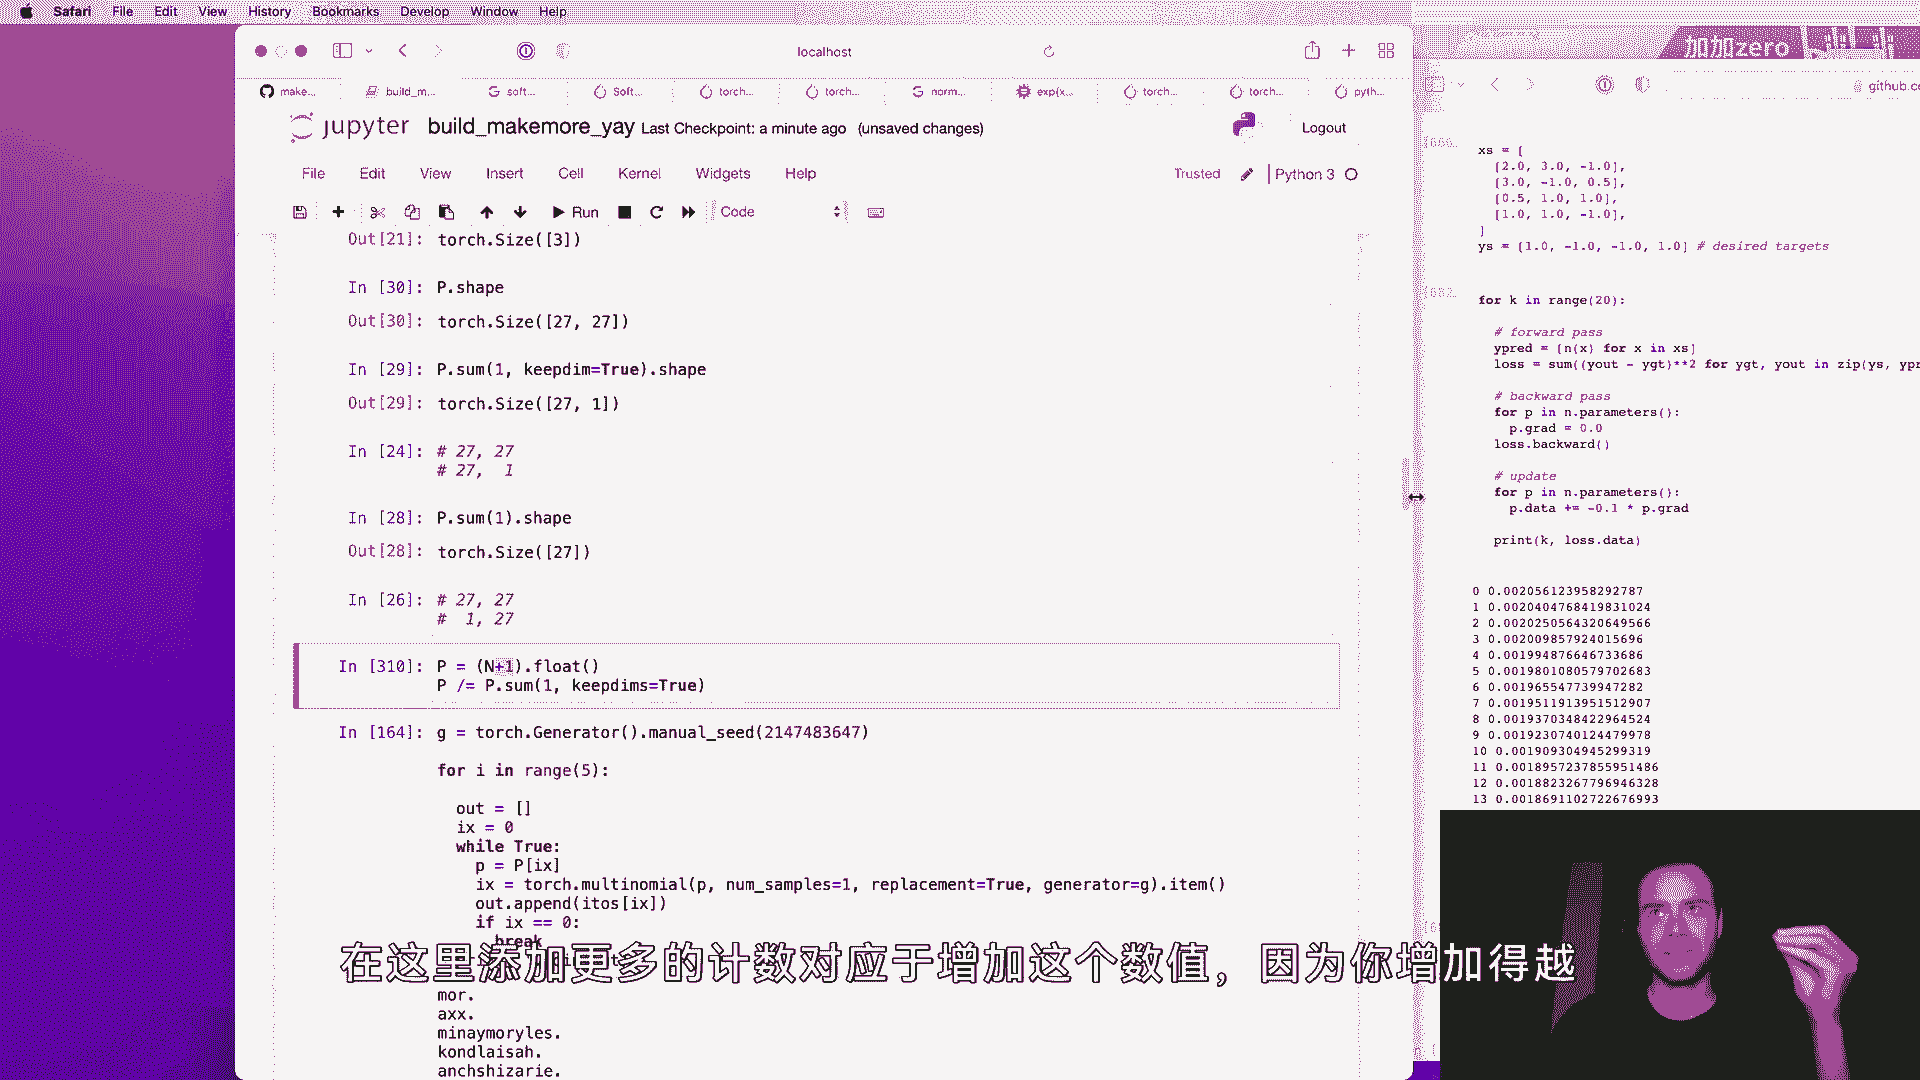 Safari File Edit View History Bookmarks Develop Window Help
localhost
make... build_m... soft... Soft... torch... torch... norm... exp(x... torch... torch... pyth...
jupyter build_makemore_yay Last Checkpoint: a minute ago (unsaved changes) Logout
File Edit View Insert Cell Kernel Widgets Help Trusted Python 3
Run Code
Out[21]: torch.Size([3])
In [30]: P.shape
Out[30]: torch.Size([27, 27])
In [29]: P.sum(1, keepdim=True).shape
Out[29]: torch.Size([27, 1])
In [24]: # 27, 27
# 27, 1
In [28]: P.sum(1).shape
Out[28]: torch.Size([27])
In [26]: # 27, 27
# 1, 27
In [310]: P = (N+1).float()
P /= P.sum(1, keepdims=True)
In [164]: g = torch.Generator().manual_seed(2147483647)
for i in range(5):
out = []
ix = 0
while True:
p = P[ix]
ix = torch.multinomial(p, num_samples=1, replacement=True, generator=g).item()
out.append(itos[ix])
if ix == 0:
break
在这里添加更多的计数对应于增加这个数值，因为你增加得越
mor.
axx.
minaymoryles.
kondlaisah.
anchshizarie.
加加zero
xs = [
[2.0, 3.0, -1.0],
[3.0, -1.0, 0.5],
[0.5, 1.0, 1.0],
[1.0, 1.0, -1.0],
]
ys = [1.0, -1.0, -1.0, 1.0] # desired targets
for k in range(20):
# forward pass
ypred = [n(x) for x in xs]
loss = sum((yout - ygt)**2 for ygt, yout in zip(ys, ypr
# backward pass
for p in n.parameters():
p.grad = 0.0
loss.backward()
# update
for p in n.parameters():
p.data += -0.1 * p.grad
print(k, loss.data)
0 0.002056123958292787
1 0.002040476841983102​4
2 0.0020250564320649566
3 0.002009857924015696
4 0.001994876646733686
5 0.0019801080579702683
6 0.001965547739947282
7 0.0019511913951512907
8 0.0019370348422964524
9 0.0019230740124479978
10 0.001909304945299319
11 0.0018957237855951486
12 0.0018823267796946328
13 0.0018691102722676993